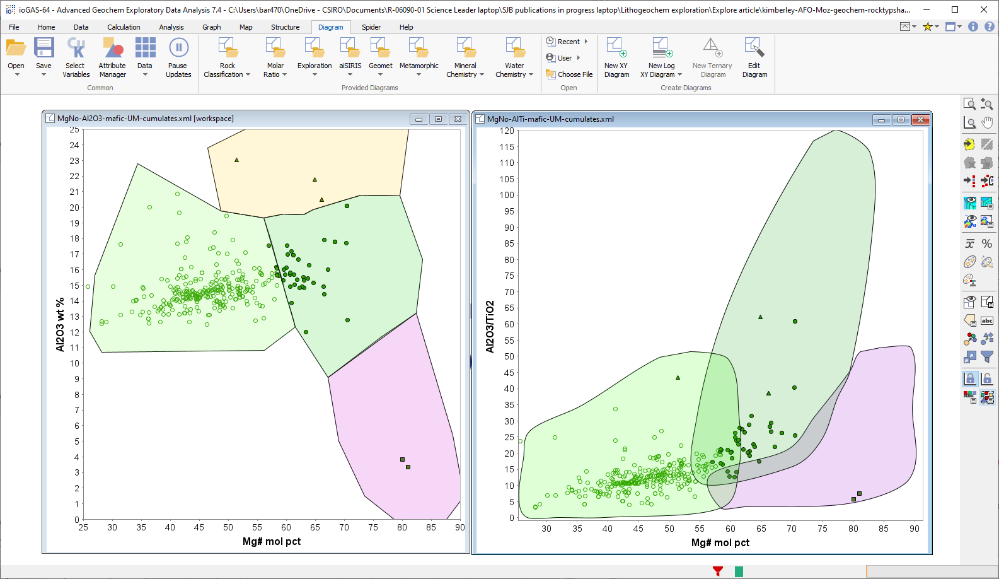 ioGAS-64 - Advanced Geochem Exploratory Data Analysis 7.4 - C:\Users\bar470\OneDrive - CSIRO\Documents\R-06090-01 Science Leader laptop\SJB publications in progress laptop\Lithogeochem exploration\Explore article\kimberley-AFO-Moz-geochem-rocktypsha...
File Home Data Calculation Analysis Graph Map Structure Diagram Spider Help
Open Save Select Variables Attribute Manager Data Pause Updates
Common
Rock Classification Molar Ratio Exploration aiSIRIS Geomet Metamorphic Mineral Chemistry Water Chemistry
Provided Diagrams
Recent
User
Choose File
Open
New XY Diagram New Log XY Diagram New Ternary Diagram Edit Diagram
Create Diagrams
MgNo-Al2O3-mafic-UM-cumulates.xml [workspace]
25
24
23
22
21
20
19
18
17
16
15
14
13
12
11
10
9
8
7
6
5
4
3
2
1
0
Al2O3 wt %
25 30 35 40 45 50 55 60 65 70 75 80 85 90
Mg# mol pct
MgNo-AlTi-mafic-UM-cumulates.xml
120
115
110
105
100
95
90
85
80
75
70
65
60
55
50
45
40
35
30
25
20
15
10
5
0
Al2O3/TiO2
30 35 40 45 50 55 60 65 70 75 80 85 90
Mg# mol pct
x %
abc
Abc